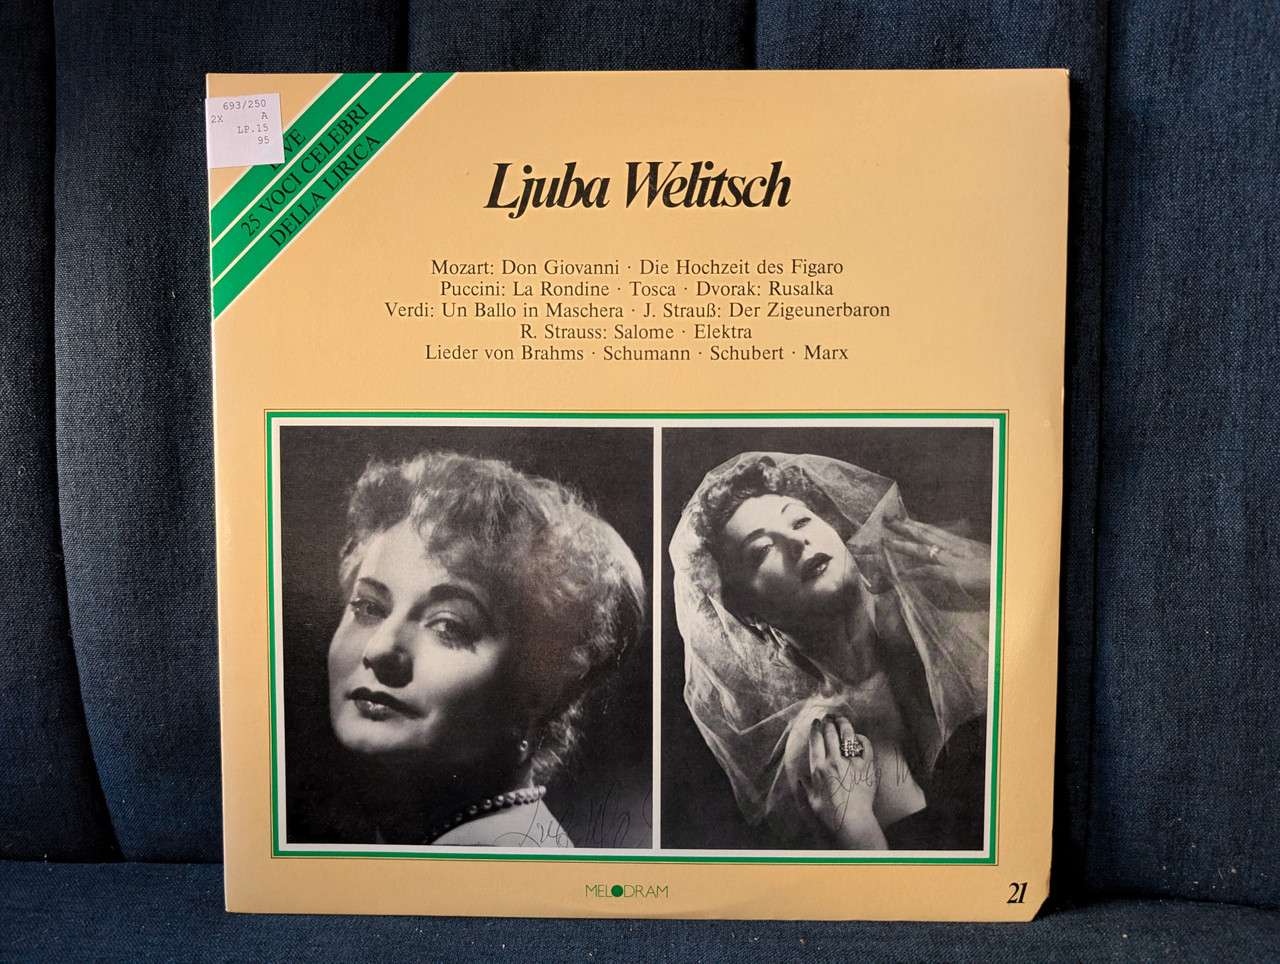 693/250
2X A
LP.15
95
25 VOCI CELEBRI
DELLA LIRICA
Ljuba Welitsch
Mozart: Don Giovanni · Die Hochzeit des Figaro
Puccini: La Rondine · Tosca · Dvorak: Rusalka
Verdi: Un Ballo in Maschera · J. Strauß: Der Zigeunerbaron
R. Strauss: Salome · Elektra
Lieder von Brahms · Schumann · Schubert · Marx
MELODRAM
21